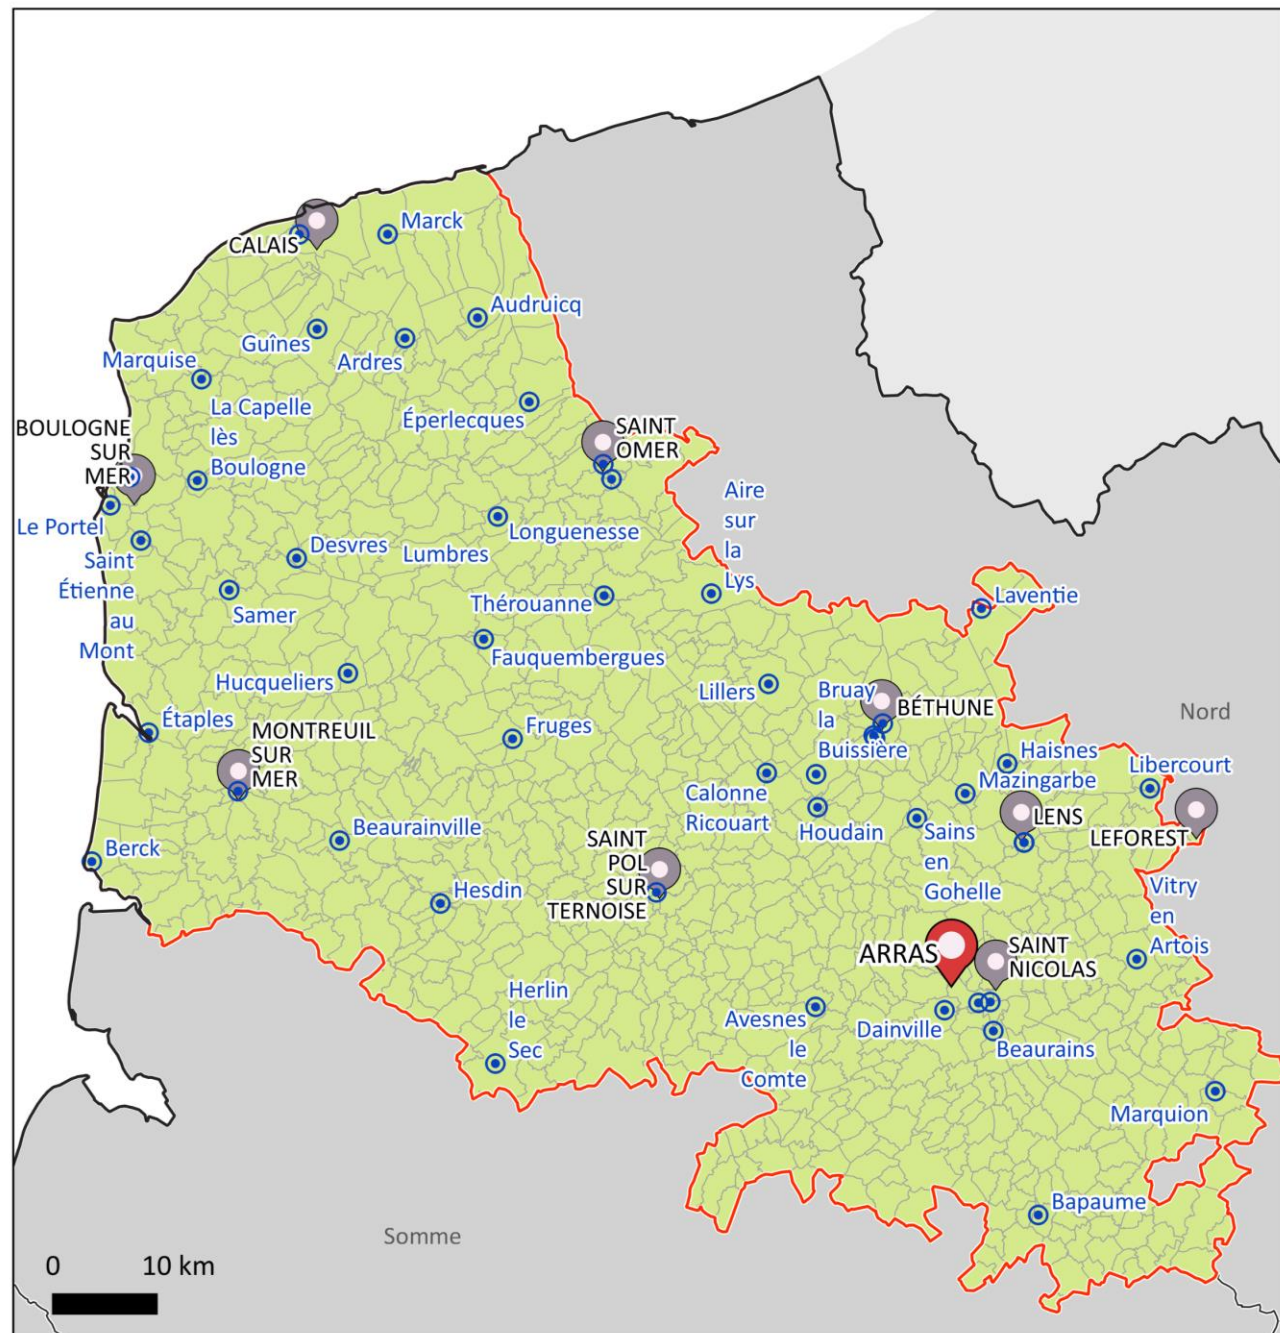 Marck
CALAIS
Audruicq
Guînes
Ardres
Marquise
La Capelle
lès
Boulogne
Éperlecques
BOULOGNE
SUR
MER
SAINT
OMER
Le Portel
Saint
Étienne
au
Mont
Desvres
Lumbres
Longuenesse
Aire
sur
la
Lys
Samer
Thérouanne
Laventie
Fauquembergues
Hucqueliers
Lillers
Bruay
la
Buissière
BÉTHUNE
Nord
Étaples
MONTREUIL
SUR
MER
Fruges
Haisnes
Mazingarbe
Libercourt
Calonne
Ricouart
Houdain
Sains
en
Gohelle
LENS
LEFOREST
Berck
Beaurainville
SAINT
POL
SUR
TERNOISE
Hesdin
Vitry
en
Artois
ARRAS
SAINT
NICOLAS
Herlin
le
Sec
Avesnes
le
Comte
Dainville
Beaurains
Marquion
Bapaume
Somme
0 10 km